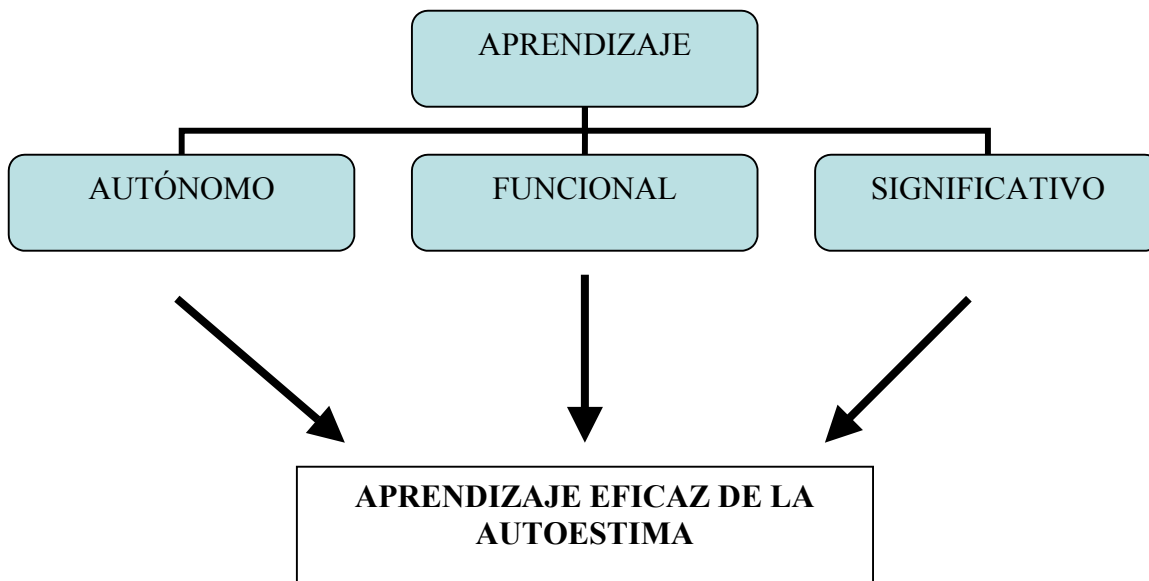 APRENDIZAJE
AUTÓNOMO
FUNCIONAL
SIGNIFICATIVO
APRENDIZAJE EFICAZ DE LA
AUTOESTIMA